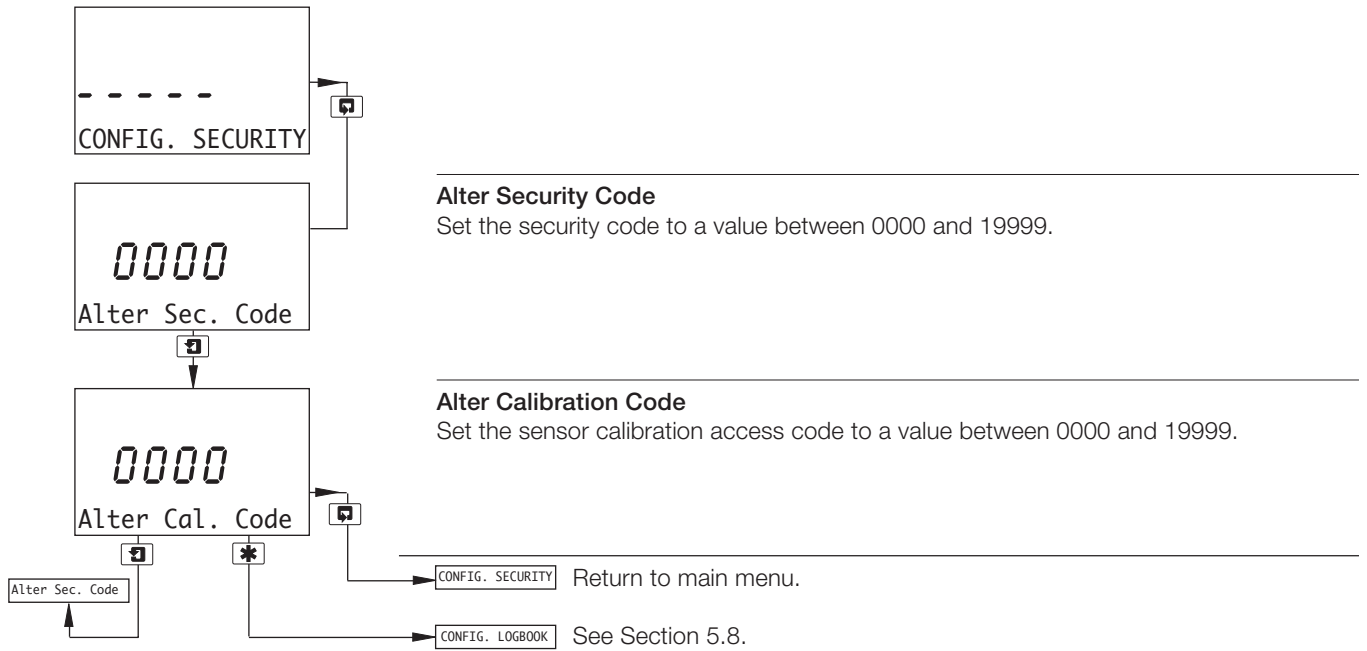 - - - - -
CONFIG. SECURITY
Alter Security Code
Set the security code to a value between 0000 and 19999.
0000
Alter Sec. Code
Alter Calibration Code
Set the sensor calibration access code to a value between 0000 and 19999.
0000
Alter Cal. Code
Alter Sec. Code
CONFIG. SECURITY Return to main menu.
CONFIG. LOGBOOK See Section 5.8.